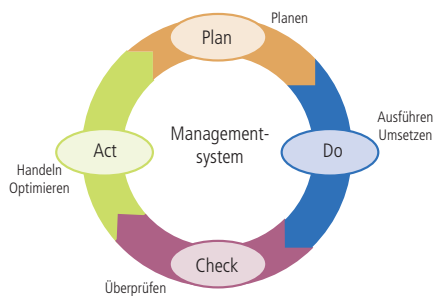 Planen
Plan
Ausführen
Umsetzen
Management-
system
Act
Do
Handeln
Optimieren
Check
Überprüfen